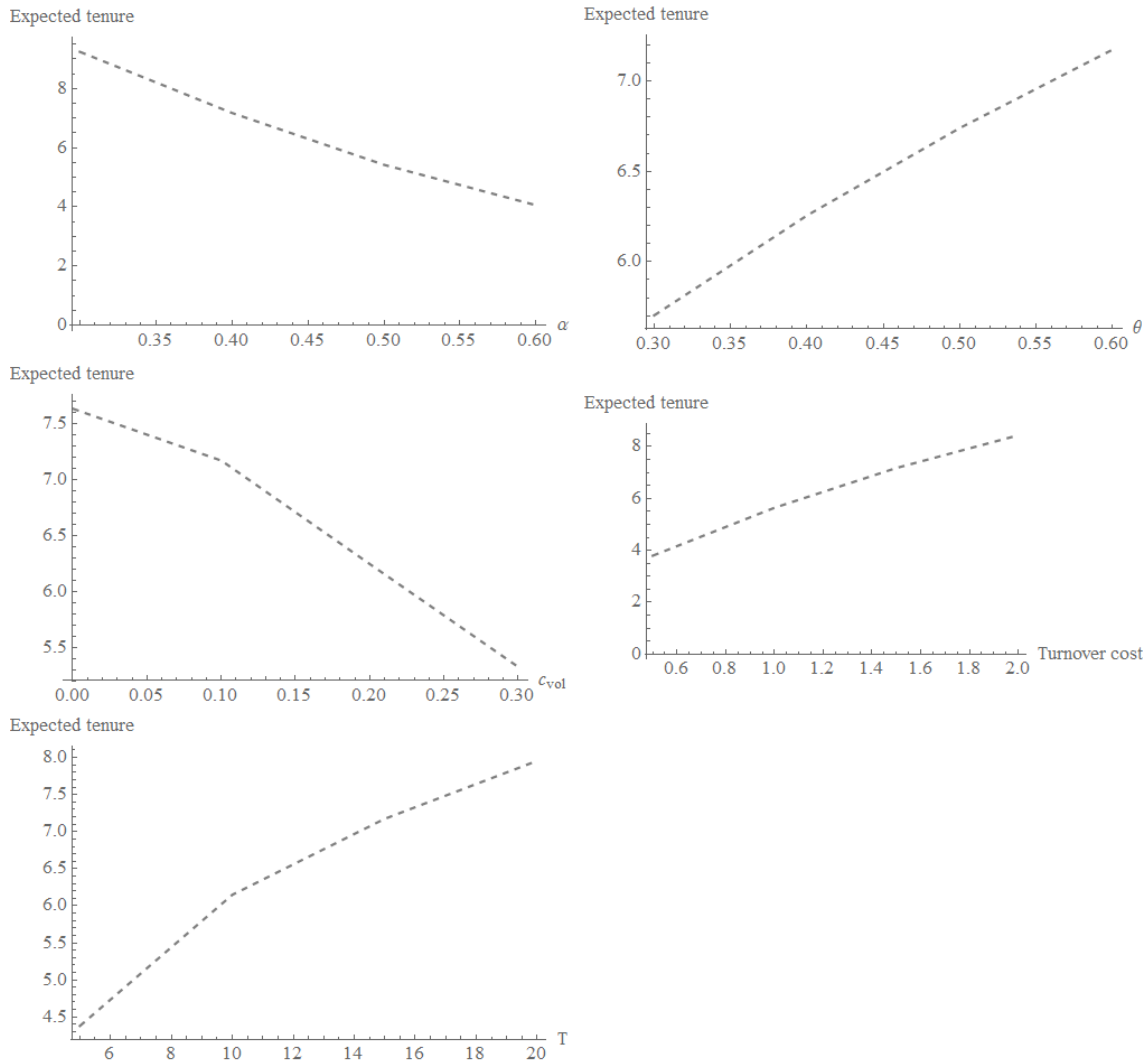 Expected tenure
8
6
4
2
0
0.35 0.40 0.45 0.50 0.55 0.60 α
Expected tenure
7.0
6.5
6.0
0.30 0.35 0.40 0.45 0.50 0.55 0.60 θ
Expected tenure
7.5
7.0
6.5
6.0
5.5
0.00 0.05 0.10 0.15 0.20 0.25 0.30 c_vol
Expected tenure
8
6
4
2
0
0.6 0.8 1.0 1.2 1.4 1.6 1.8 2.0 Turnover cost
Expected tenure
8.0
7.5
7.0
6.5
6.0
5.5
5.0
4.5
6 8 10 12 14 16 18 20 T